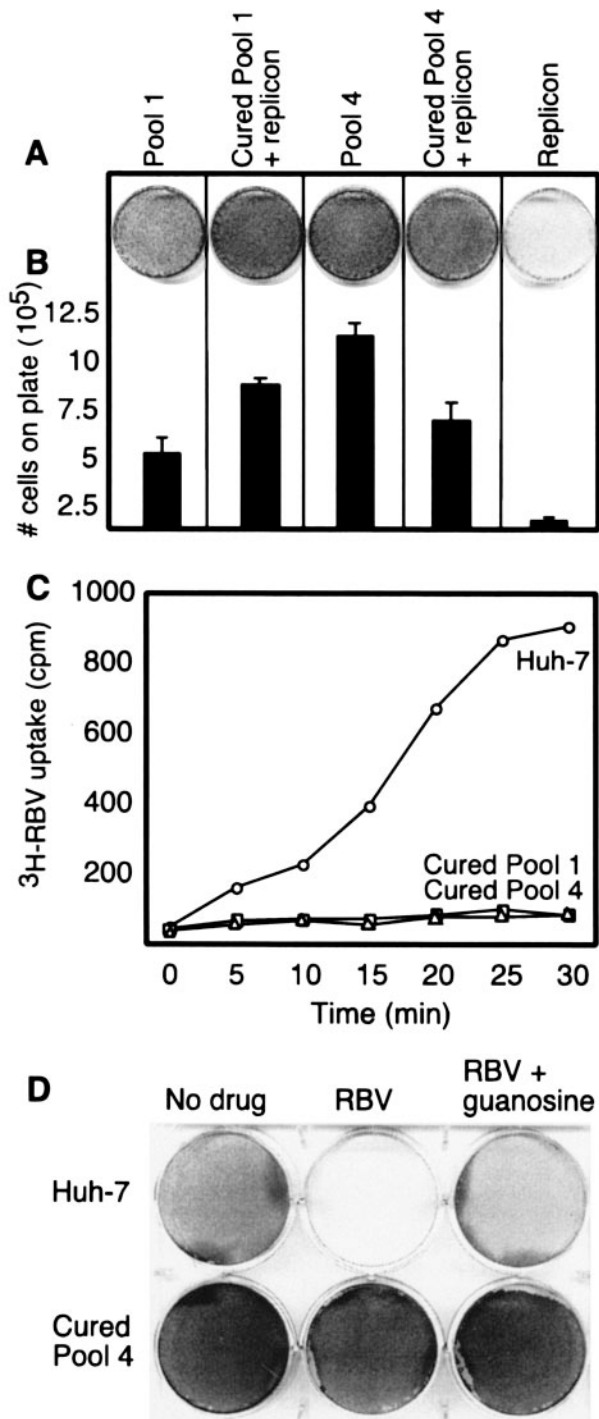 A
Pool 1
Cured Pool 1
+ replicon
Pool 4
Cured Pool 4
+ replicon
Replicon
B
# cells on plate (10⁵)
12.5
10
7.5
5
2.5
C
³H-RBV uptake (cpm)
1000
800
600
400
200
Huh-7
Cured Pool 1
Cured Pool 4
0 5 10 15 20 25 30
Time (min)
D
No drug RBV RBV +
guanosine
Huh-7
Cured
Pool 4